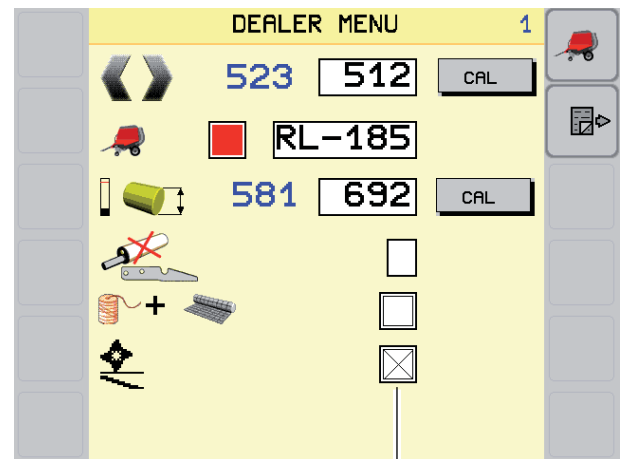 DEALER MENU 1
523 512 CAL
RL-185
581 692 CAL
+